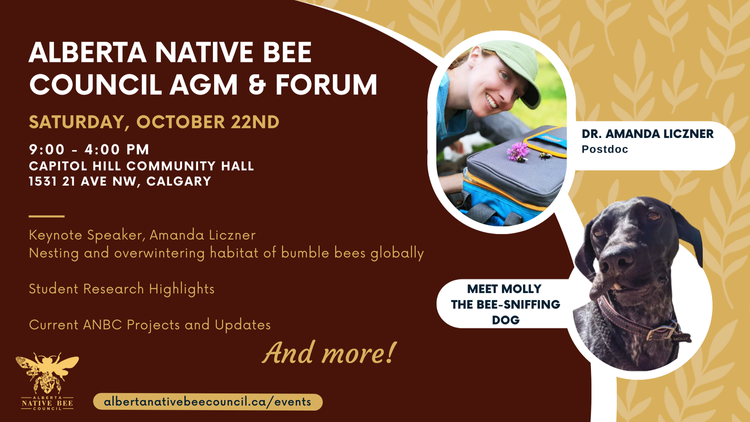 ALBERTA NATIVE BEE
COUNCIL AGM & FORUM
SATURDAY, OCTOBER 22ND
9:00 - 4:00 PM
CAPITOL HILL COMMUNITY HALL
1531 21 AVE NW, CALGARY
Keynote Speaker, Amanda Liczner
Nesting and overwintering habitat of bumble bees globally
Student Research Highlights
Current ANBC Projects and Updates
And more!
ALBERTA
NATIVE BEE
COUNCIL
albertanativebeecouncil.ca/events
DR. AMANDA LICZNER
Postdoc
MEET MOLLY
THE BEE-SNIFFING
DOG